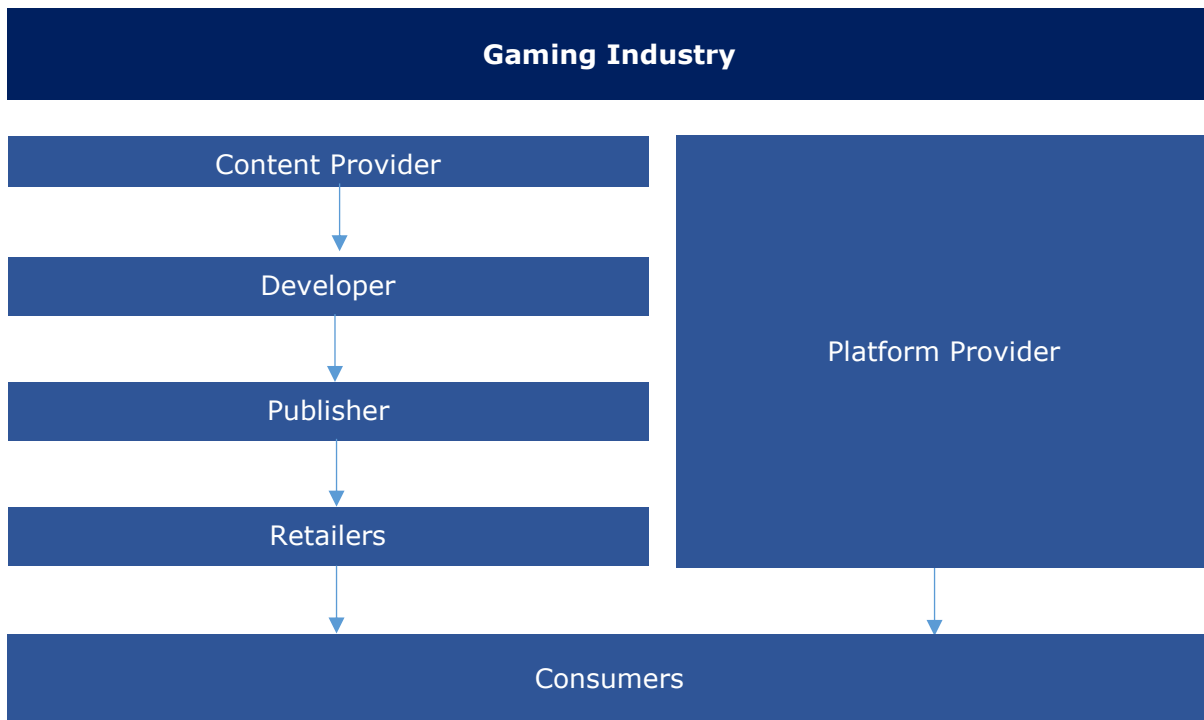 Gaming Industry
Content Provider
Developer
Publisher
Retailers
Platform Provider
Consumers